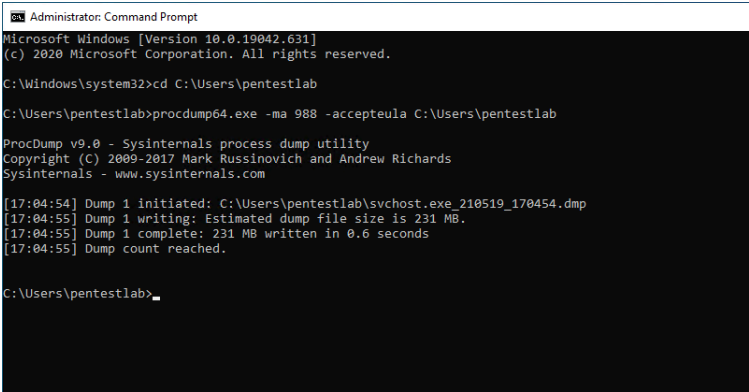 Administrator: Command Prompt
Microsoft Windows [Version 10.0.19042.631]
(c) 2020 Microsoft Corporation. All rights reserved.
C:\Windows\system32>cd C:\Users\pentestlab
C:\Users\pentestlab>procdump64.exe -ma 988 -accepteula C:\Users\pentestlab
ProcDump v9.0 - Sysinternals process dump utility
Copyright (C) 2009-2017 Mark Russinovich and Andrew Richards
Sysinternals - www.sysinternals.com
[17:04:54] Dump 1 initiated: C:\Users\pentestlab\svchost.exe_210519_170454.dmp
[17:04:55] Dump 1 writing: Estimated dump file size is 231 MB.
[17:04:55] Dump 1 complete: 231 MB written in 0.6 seconds
[17:04:55] Dump count reached.
C:\Users\pentestlab>